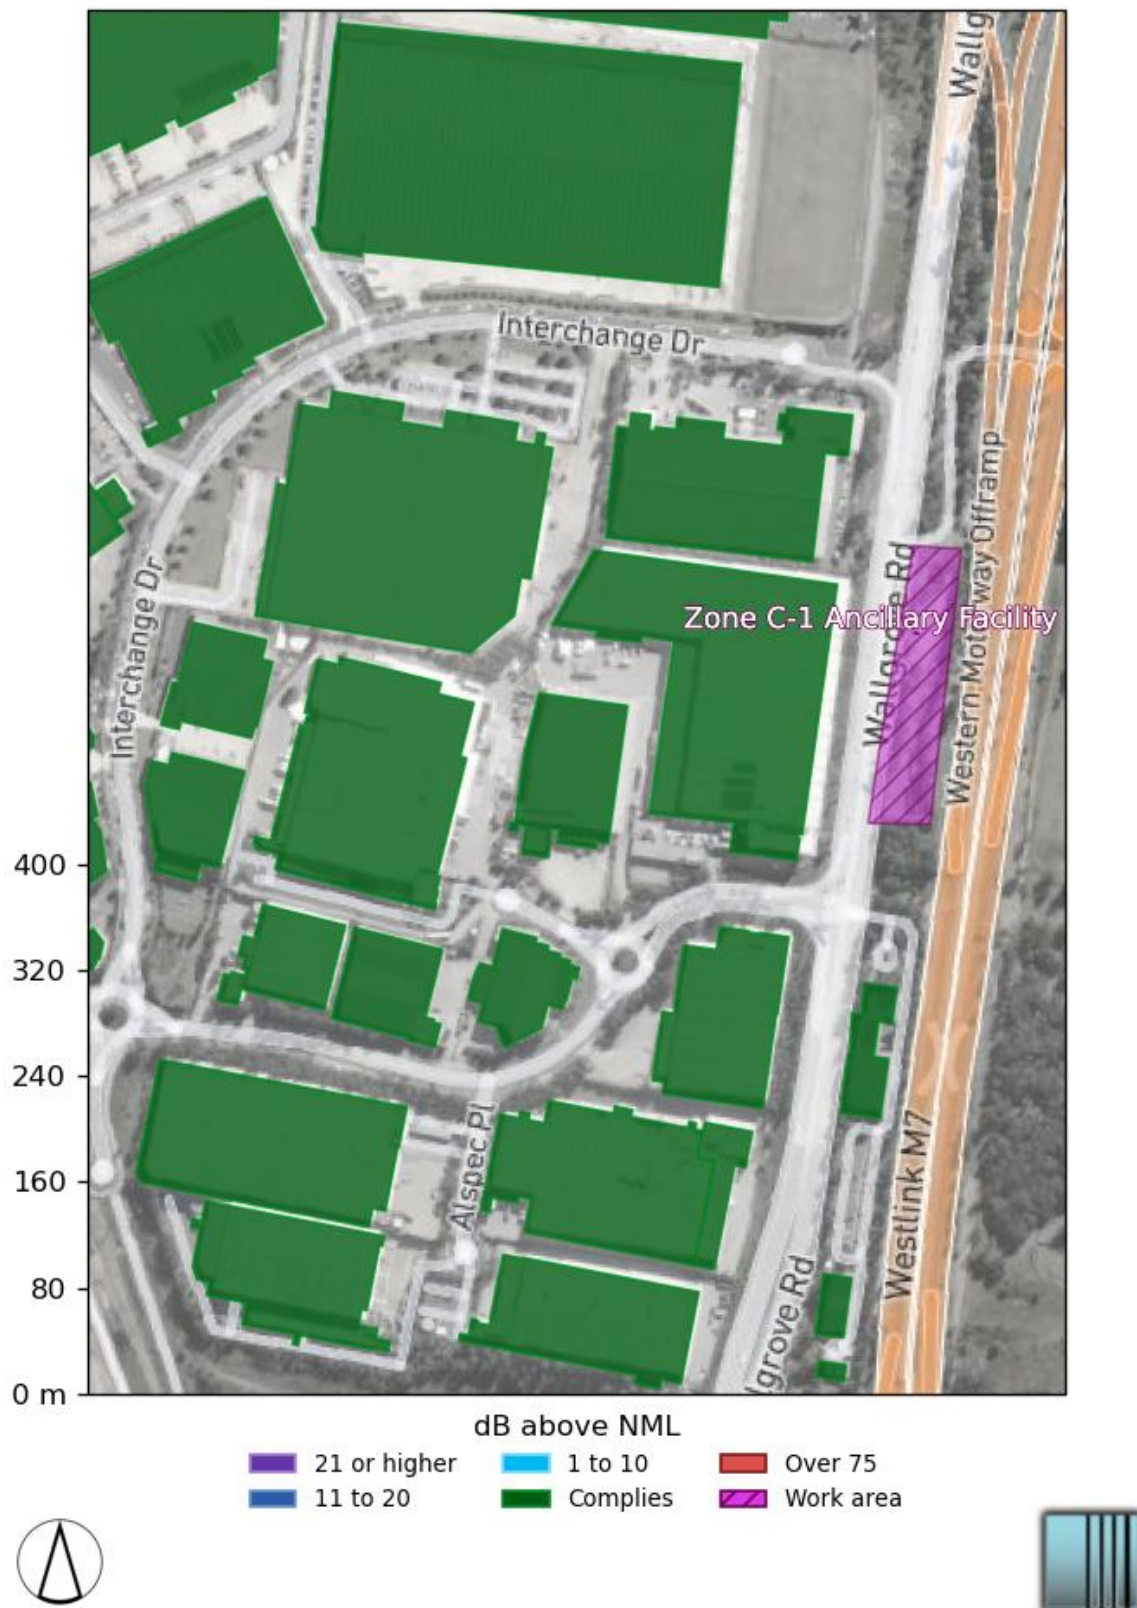 Wallg
Interchange Dr
Western Motorway Offramp
Wallgrove Rd
Zone C-1 Ancillary Facility
Interchange Dr
400
320
240
Alspec Pl
Westlink M7
160
lgrove Rd
80
0 m
dB above NML
21 or higher
1 to 10
Over 75
11 to 20
Complies
Work area